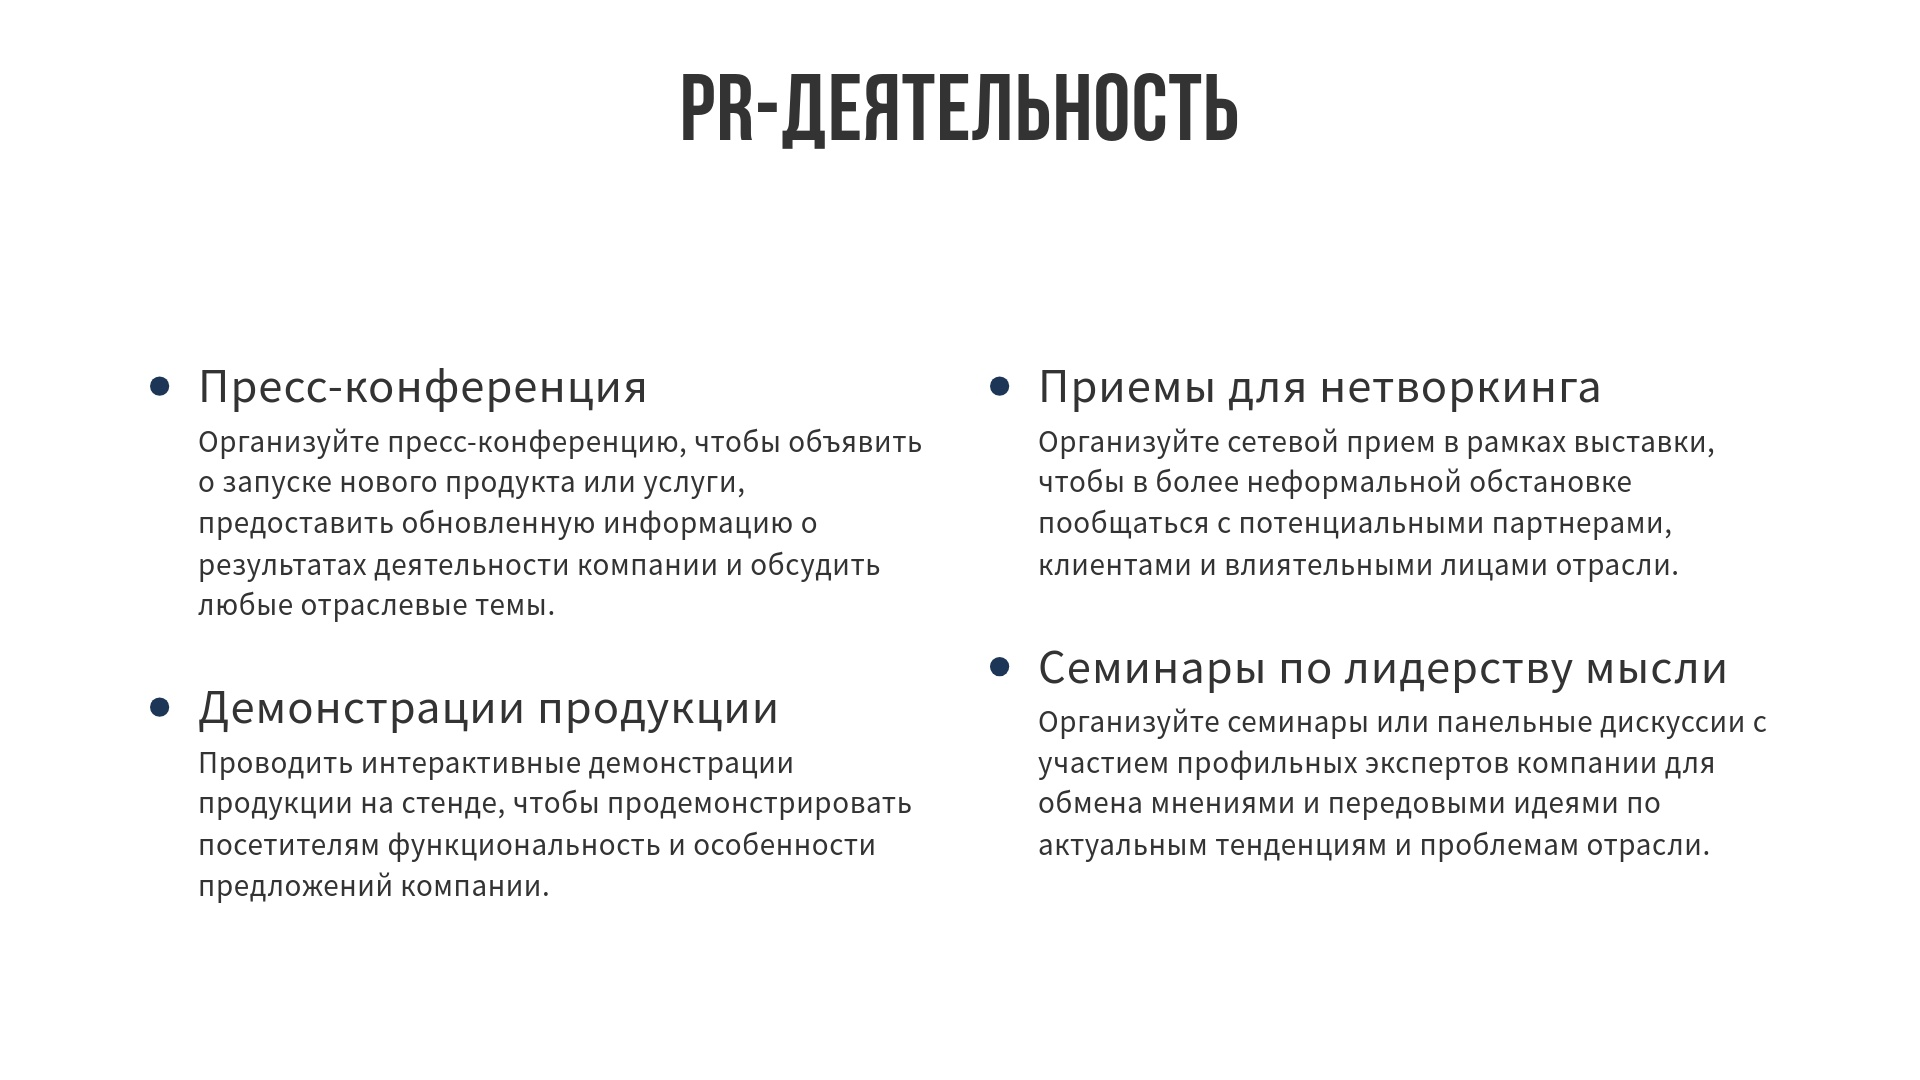 PR-ДЕЯТЕЛЬНОСТЬ
Пресс-конференция
Организуйте пресс-конференцию, чтобы объявить
о запуске нового продукта или услуги,
предоставить обновленную информацию о
результатах деятельности компании и обсудить
любые отраслевые темы.
Демонстрации продукции
Проводить интерактивные демонстрации
продукции на стенде, чтобы продемонстрировать
посетителям функциональность и особенности
предложений компании.
Приемы для нетворкинга
Организуйте сетевой прием в рамках выставки,
чтобы в более неформальной обстановке
пообщаться с потенциальными партнерами,
клиентами и влиятельными лицами отрасли.
Семинары по лидерству мысли
Организуйте семинары или панельные дискуссии с
участием профильных экспертов компании для
обмена мнениями и передовыми идеями по
актуальным тенденциям и проблемам отрасли.